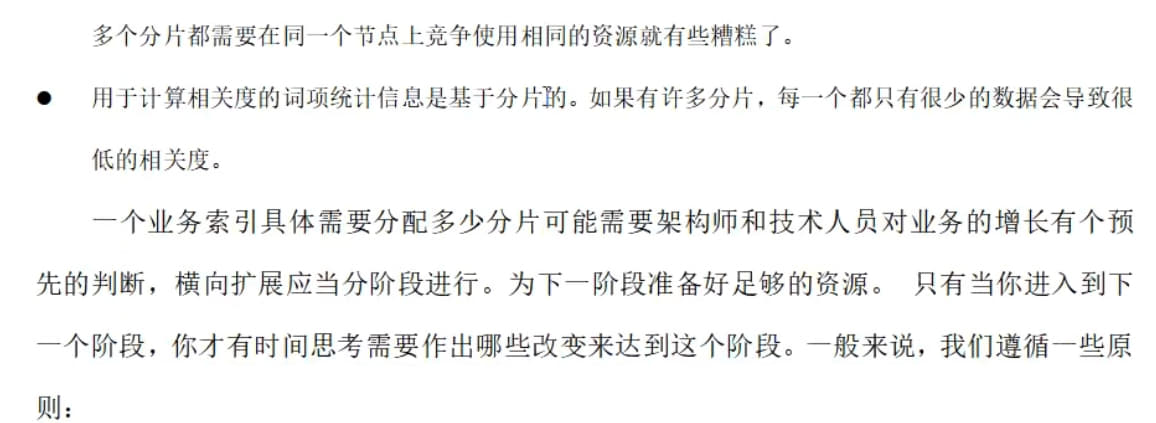 多个分片都需要在同一个节点上竞争使用相同的资源就有些糟糕了。
● 用于计算相关度的词项统计信息是基于分片的。如果有许多分片，每一个都只有很少的数据会导致很
低的相关度。
一个业务索引具体需要分配多少分片可能需要架构师和技术人员对业务的增长有个预
先的判断，横向扩展应当分阶段进行。为下一阶段准备好足够的资源。 只有当你进入到下
一个阶段，你才有时间思考需要作出哪些改变来达到这个阶段。一般来说，我们遵循一些原
则：